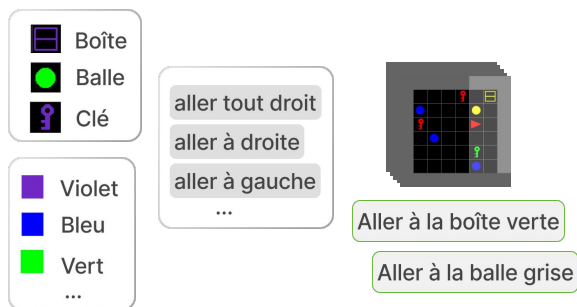 Boîte
Balle
Clé
Violet
Bleu
Vert
...
aller tout droit
aller à droite
aller à gauche
...
Aller à la boîte verte
Aller à la balle grise